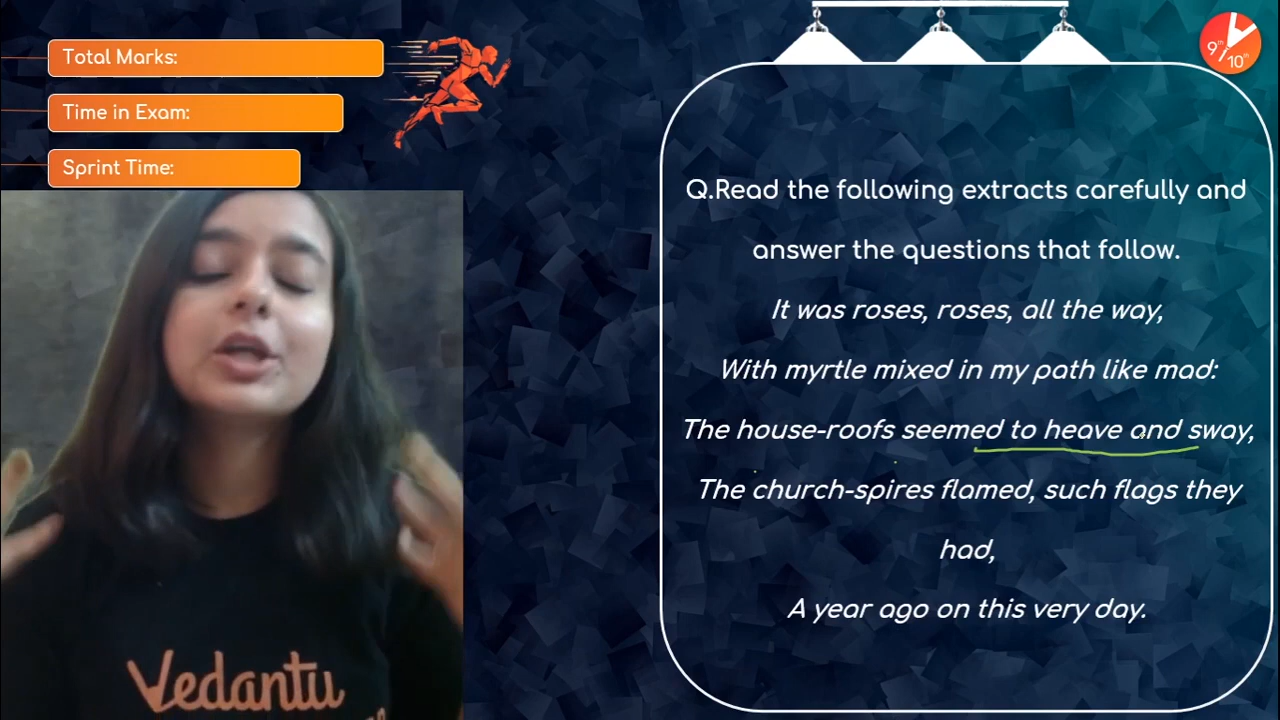 Total Marks:
Time in Exam:
Sprint Time:
9th
10th
Q.Read the following extracts carefully and
answer the questions that follow.
It was roses, roses, all the way,
With myrtle mixed in my path like mad:
The house-roofs seemed to heave and sway,
The church-spires flamed, such flags they
had,
A year ago on this very day.
Vedantu